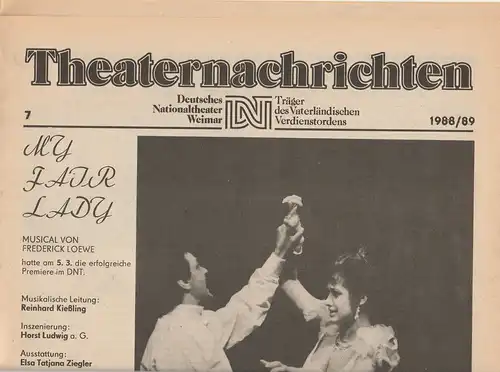 Theaternachrichten
7
Deutsches
Nationaltheater
Weimar
DNT
Träger
des Vaterländischen
Verdienstordens
1988/89
MY
FAIR
LADY
MUSICAL VON
FREDERICK LOEWE
hatte am 5. 3. die erfolgreiche
Premiere im DNT:
Musikalische Leitung:
Reinhard Kießling
Inszenierung:
Horst Ludwig a. G.
Ausstattung:
Elsa Tatjana Ziegler